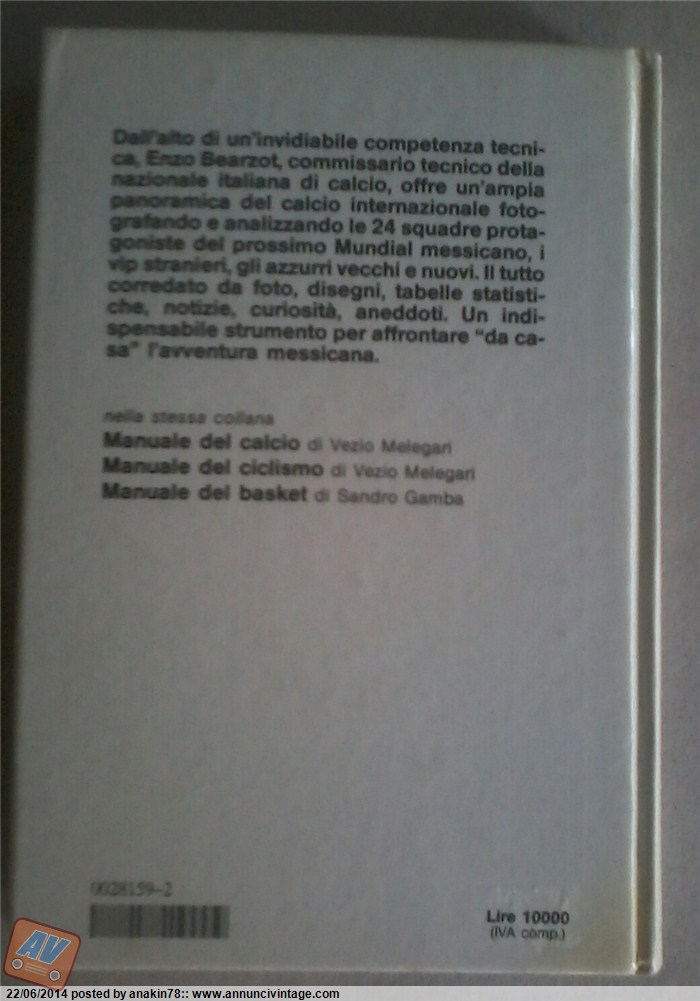 Dall'alto di un'invidiabile competenza tecni-
ca, Enzo Bearzot, commissario tecnico della
nazionale italiana di calcio, offre un'ampia
panoramica del calcio internazionale foto-
grafando e analizzando le 24 squadre prota-
goniste del prossimo Mundial messicano, i
vip stranieri, gli azzurri vecchi e nuovi. Il tutto
corredato da foto, disegni, tabelle statisti-
che, notizie, curiosità, aneddoti. Un indi-
spensabile strumento per affrontare "da ca-
sa" l'avventura messicana.
nella stessa collana
Manuale del calcio di Vezio Melegari
Manuale del ciclismo di Vezio Melegari
Manuale del basket di Sandro Gamba
0028159-2
Lire 10000
(IVA comp.)
AV
22/06/2014 posted by anakin78:: www.annuncivintage.com